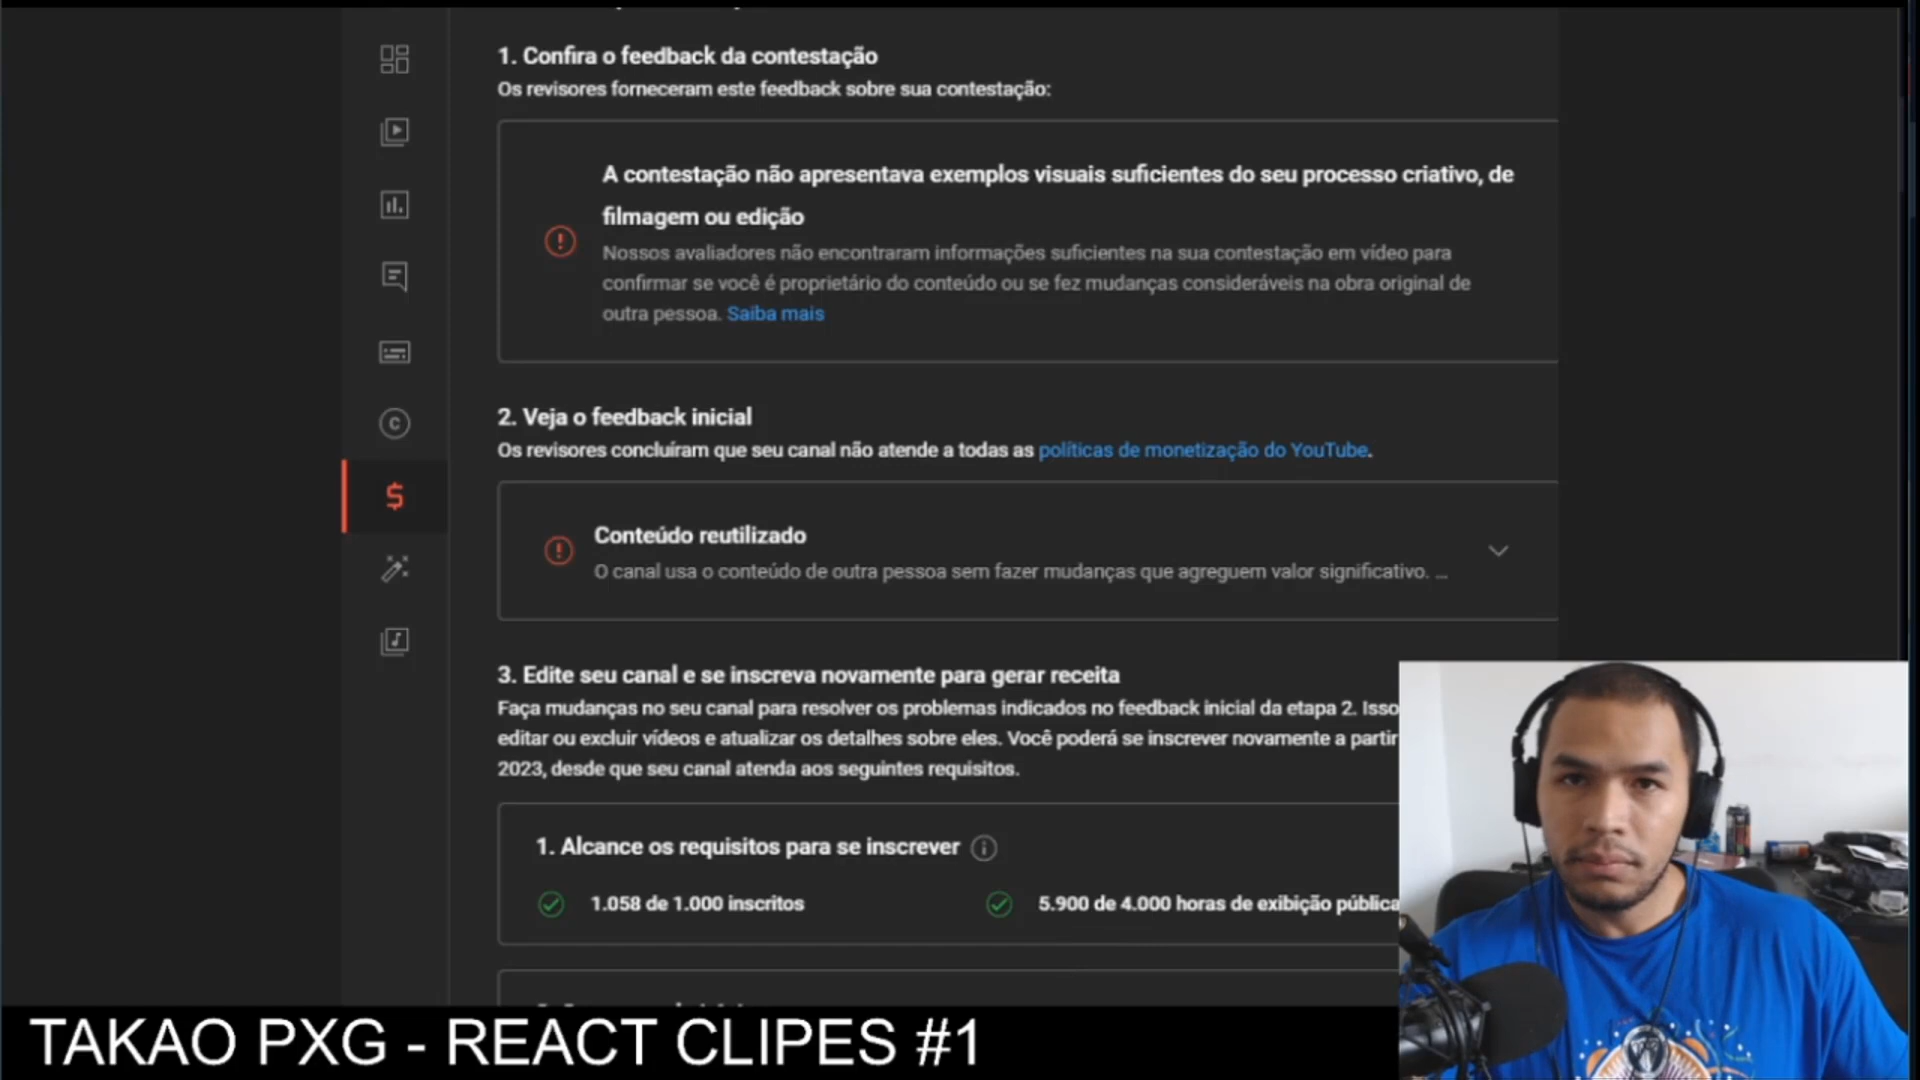 1. Confira o feedback da contestação
Os revisores forneceram este feedback sobre sua contestação:
A contestação não apresentava exemplos visuais suficientes do seu processo criativo, de
filmagem ou edição
Nossos avaliadores não encontraram informações suficientes na sua contestação em vídeo para
confirmar se você é proprietário do conteúdo ou se fez mudanças consideráveis na obra original de
outra pessoa. Saiba mais
2. Veja o feedback inicial
Os revisores concluíram que seu canal não atende a todas as políticas de monetização do YouTube.
Conteúdo reutilizado
O canal usa o conteúdo de outra pessoa sem fazer mudanças que agreguem valor significativo. ...
3. Edite seu canal e se inscreva novamente para gerar receita
Faça mudanças no seu canal para resolver os problemas indicados no feedback inicial da etapa 2. Isso
editar ou excluir vídeos e atualizar os detalhes sobre eles. Você poderá se inscrever novamente a partir
2023, desde que seu canal atenda aos seguintes requisitos.
1. Alcance os requisitos para se inscrever
1.058 de 1.000 inscritos
5.900 de 4.000 horas de exibição pública
TAKAO PXG - REACT CLIPES #1